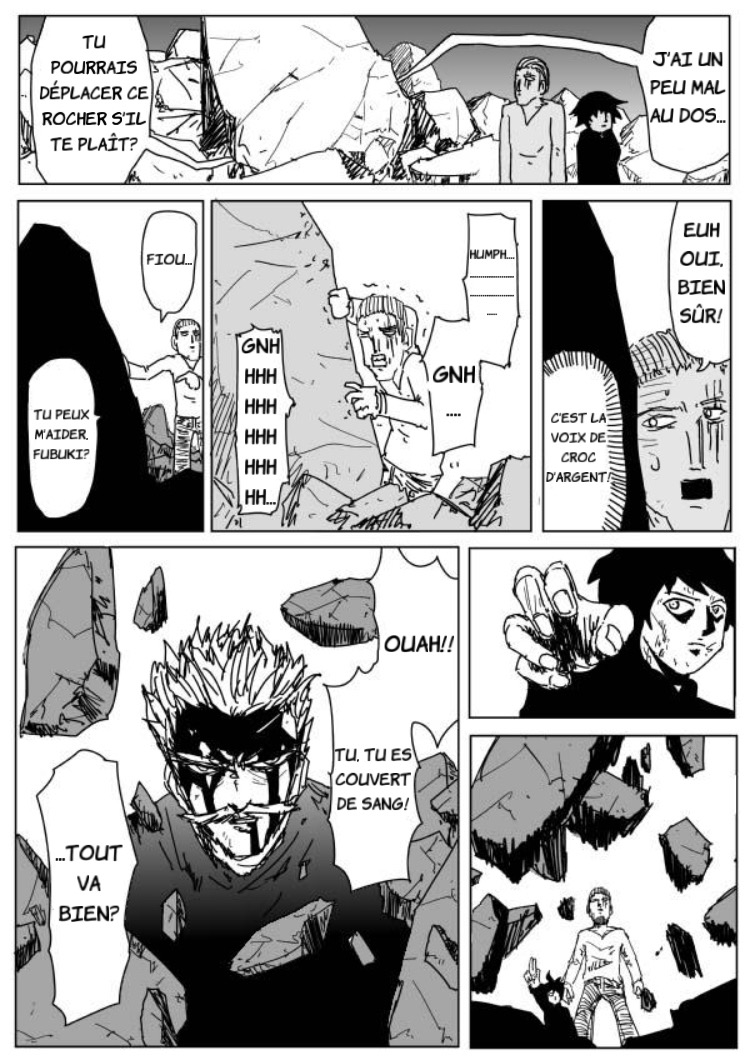 J'AI UN
PEU MAL
AU DOS...
TU
POURRAIS
DÉPLACER CE
ROCHER S'IL
TE PLAÎT?
EUH
OUI,
BIEN
SÛR!
C'EST LA
VOIX DE
CROC
D'ARGENT!
HUMPH...
...............
...............
....
GNH
....
GNH
HHH
HHH
HHH
HHH
HH...
FIOU...
TU PEUX
M'AIDER,
FUBUKI?
OUAH!!
TU, TU ES
COUVERT
DE SANG!
...TOUT
VA
BIEN?